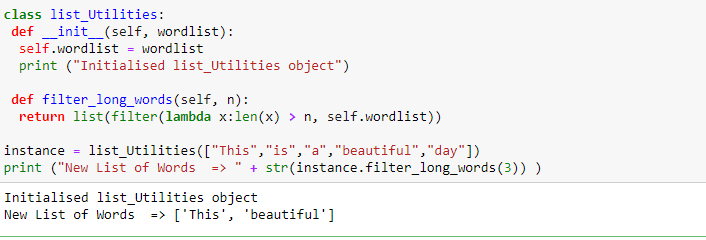 class list_Utilities:
 def __init__(self, wordlist):
  self.wordlist = wordlist
  print ("Initialised list_Utilities object")
 def filter_long_words(self, n):
  return list(filter(lambda x:len(x) > n, self.wordlist))
instance = list_Utilities(["This","is","a","beautiful","day"])
print ("New List of Words  => " + str(instance.filter_long_words(3)) )
Initialised list_Utilities object
New List of Words  => ['This', 'beautiful']